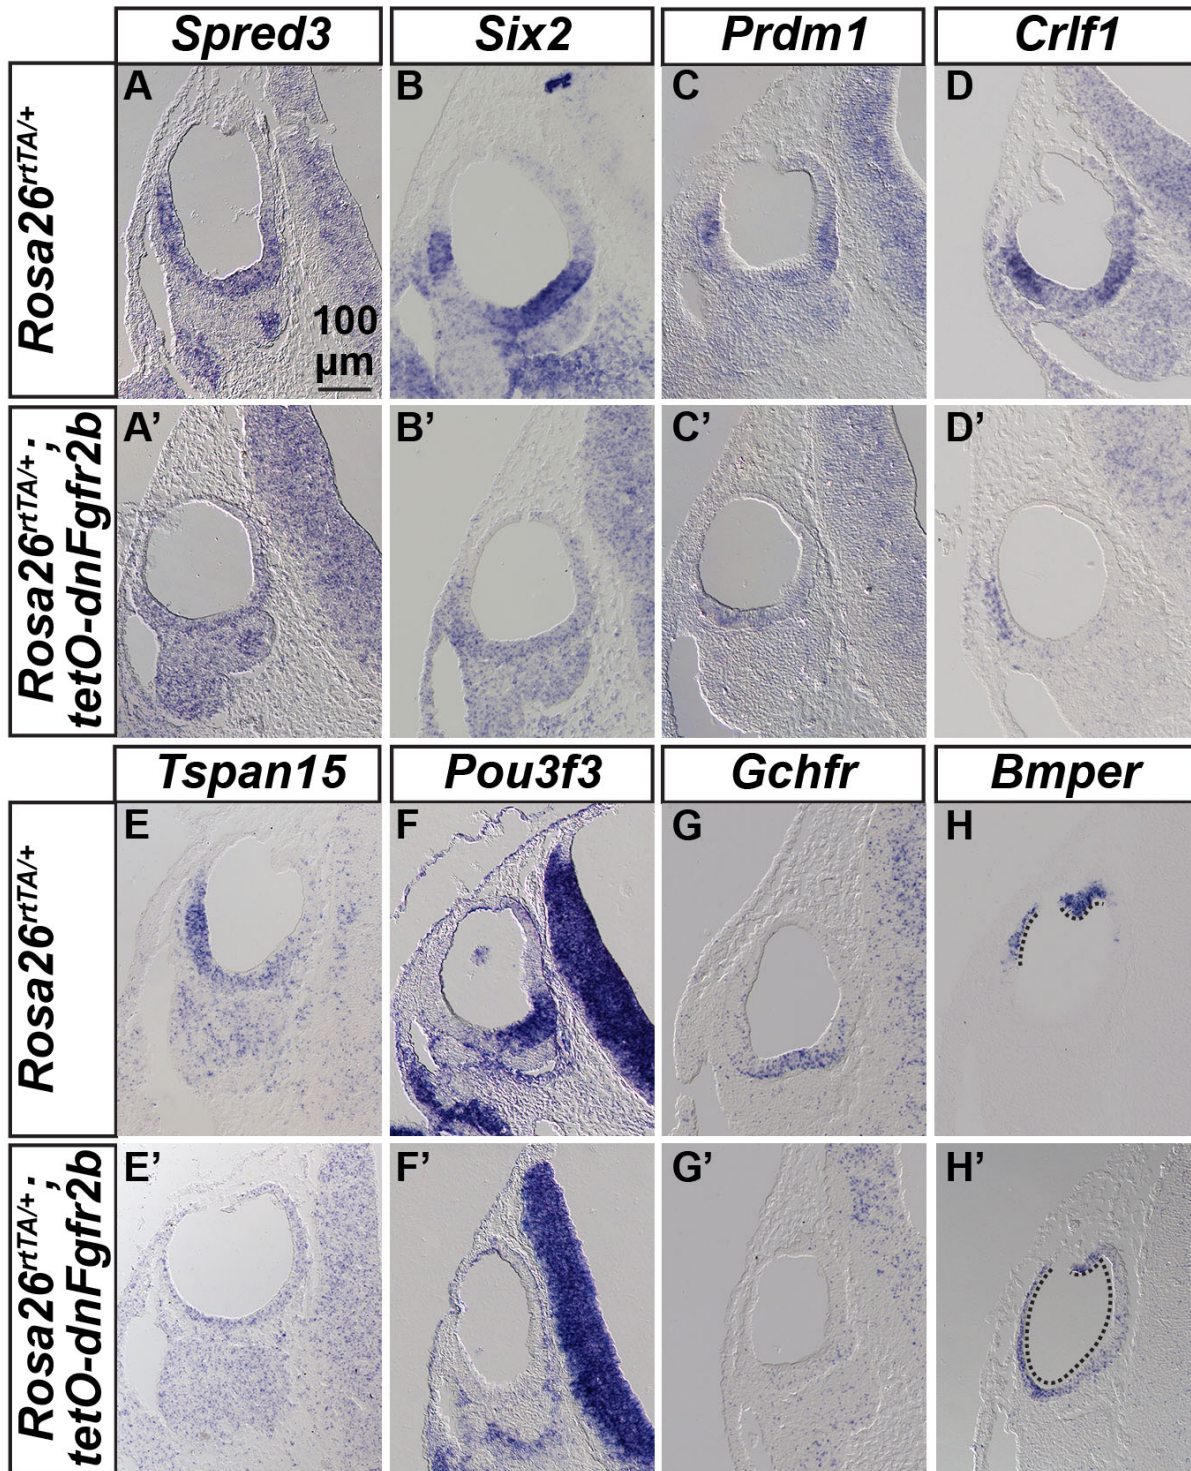 Spred3 Six2 Prdm1 Crlf1
Rosa26rtTA/+
A B C D
100
µm
Rosa26rtTA/+;
tetO-dnFgfr2b
A' B' C' D'
Tspan15 Pou3f3 Gchfr Bmper
Rosa26rtTA/+
E F G H
Rosa26rtTA/+;
tetO-dnFgfr2b
E' F' G' H'